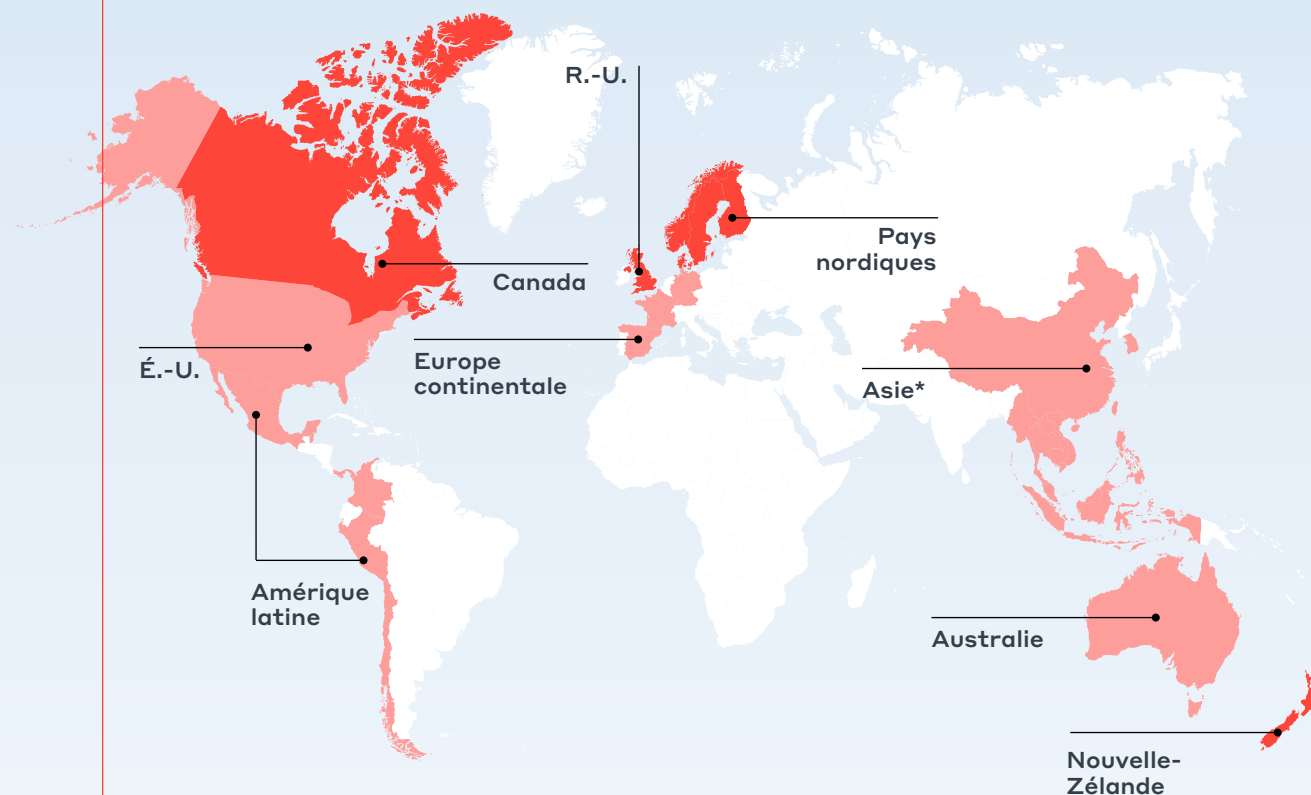 R.-U.
Pays
nordiques
Canada
É.-U.
Europe
continentale
Asie*
Amérique
latine
Australie
Nouvelle-
Zélande